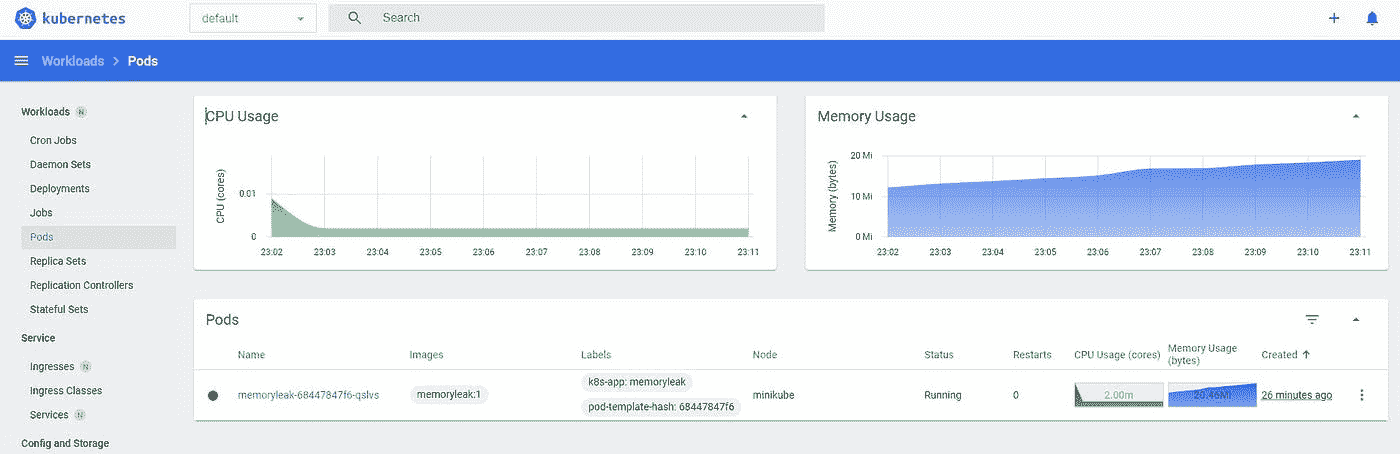 kubernetes
default
Search
Workloads > Pods
Workloads N
Cron Jobs
Daemon Sets
Deployments
Jobs
Pods
Replica Sets
Replication Controllers
Stateful Sets
Service
Ingresses N
Ingress Classes
Services N
Config and Storage
CPU Usage
CPU (cores)
0.01
0
23:02 23:03 23:04 23:05 23:06 23:07 23:08 23:09 23:10 23:11
Memory Usage
Memory (bytes)
20 Mi
10 Mi
0 Mi
23:02 23:03 23:04 23:05 23:06 23:07 23:08 23:09 23:10 23:11
Pods
Name Images Labels Node Status Restarts CPU Usage (cores) Memory Usage (bytes) Created
memoryleak-68447847f6-qslvs memoryleak:1 k8s-app: memoryleak
pod-template-hash: 68447847f6
minikube Running 0 2.00m 20.46Mi 26 minutes ago